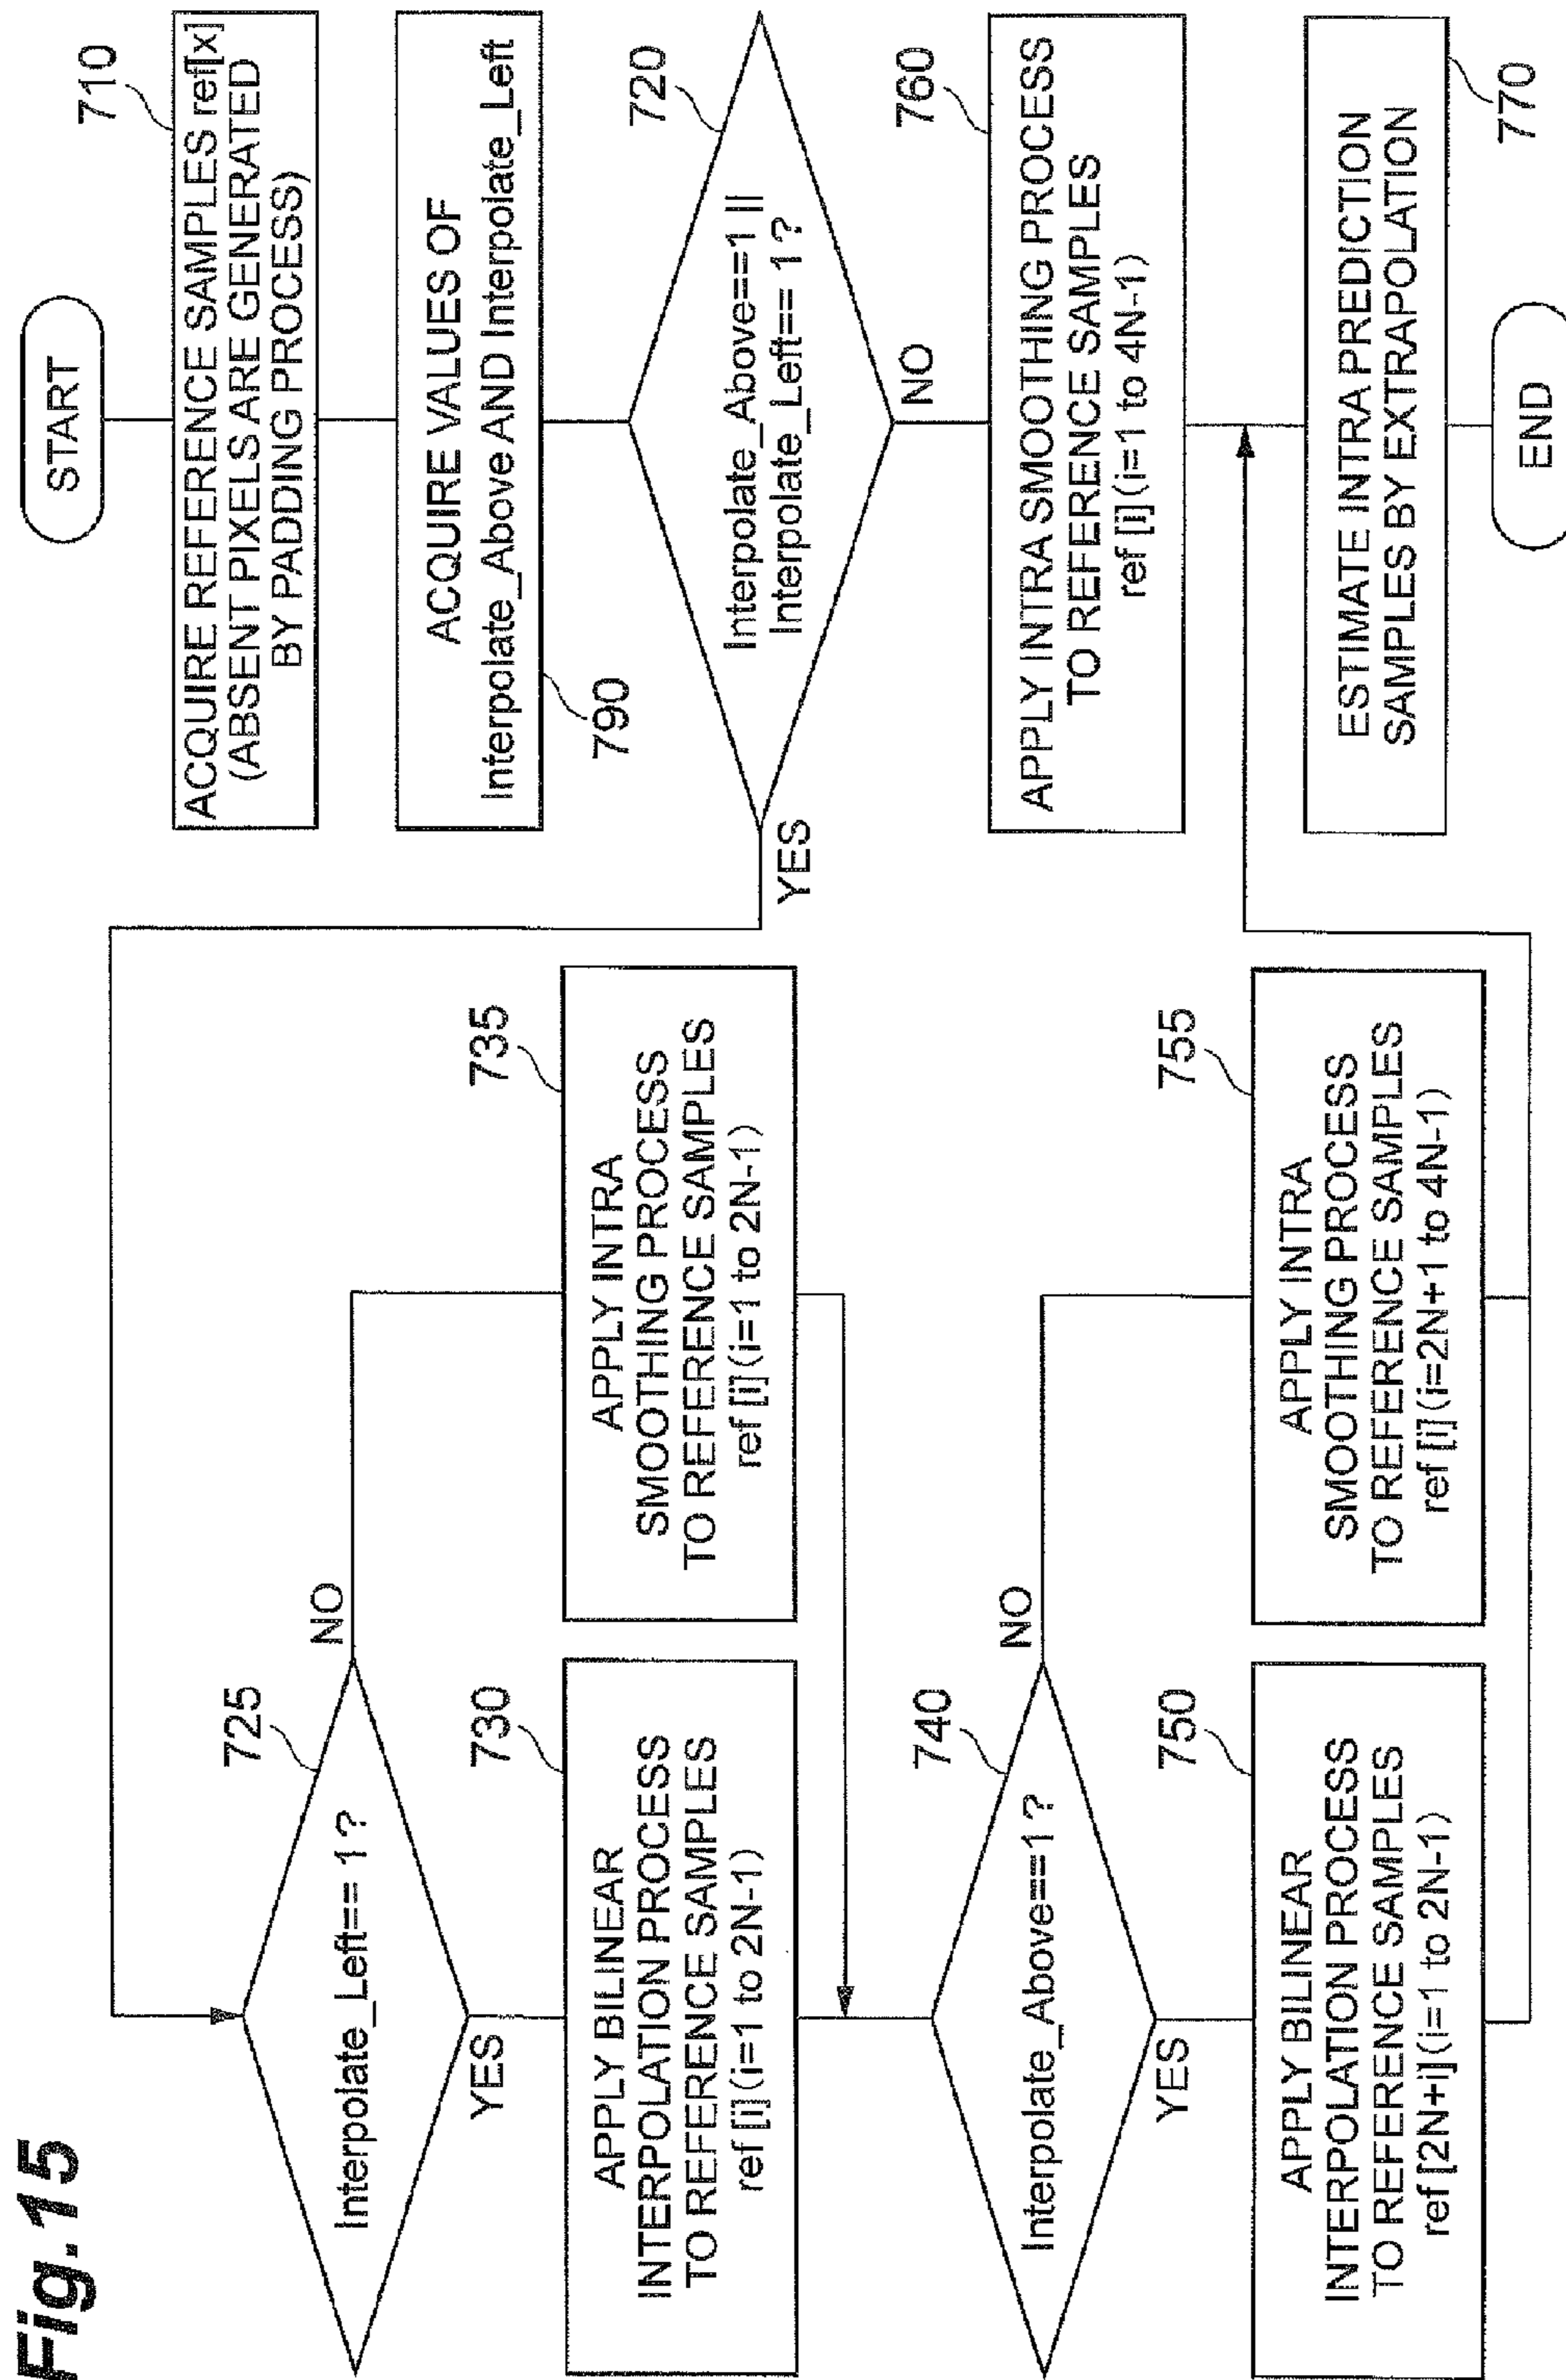 Fig.15
START
710
ACQUIRE REFERENCE SAMPLES ref[x]
(ABSENT PIXELS ARE GENERATED
BY PADDING PROCESS)
ACQUIRE VALUES OF
Interpolate_Above AND Interpolate_Left
790
720
Interpolate_Above==1 ||
Interpolate_Left== 1 ?
YES
NO
725
Interpolate_Left== 1 ?
NO
YES
730
APPLY BILINEAR
INTERPOLATION PROCESS
TO REFERENCE SAMPLES
ref [i] (i=1 to 2N-1)
735
APPLY INTRA
SMOOTHING PROCESS
TO REFERENCE SAMPLES
ref [i] (i=1 to 2N-1)
740
Interpolate_Above==1 ?
NO
YES
750
APPLY BILINEAR
INTERPOLATION PROCESS
TO REFERENCE SAMPLES
ref [2N+i] (i=1 to 2N-1)
755
APPLY INTRA
SMOOTHING PROCESS
TO REFERENCE SAMPLES
ref [i] (i=2N+1 to 4N-1)
760
APPLY INTRA SMOOTHING PROCESS
TO REFERENCE SAMPLES
ref [i] (i=1 to 4N-1)
ESTIMATE INTRA PREDICTION
SAMPLES BY EXTRAPOLATION
770
END